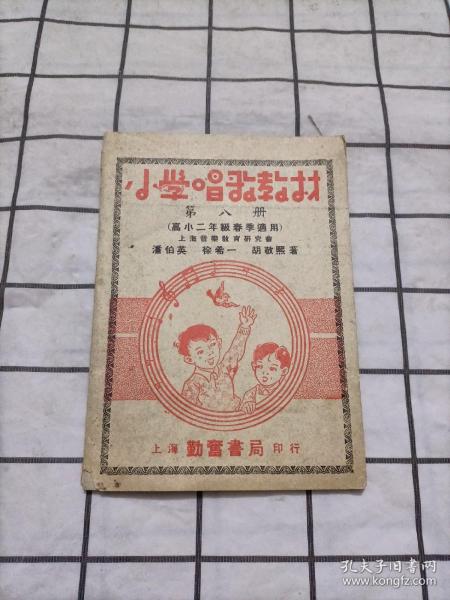 小學唱歌教材
第八册
(高小二年級春季適用)
上海音樂教育研究會
潘伯英 徐希一 胡敬熙著
上海 勤奮書局 印行
孔夫子旧书网
www.kongfz.com